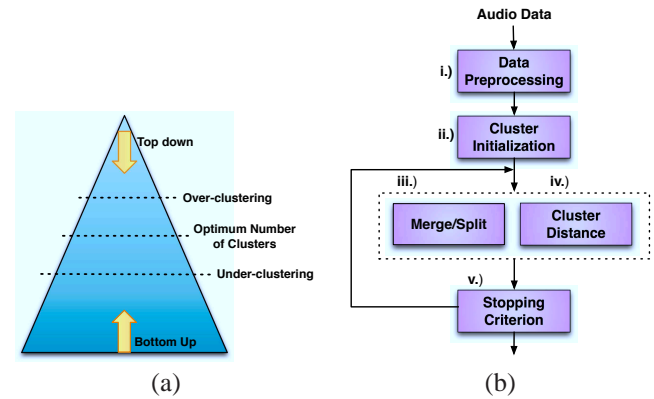 Top down
Over-clustering
Optimum Number
of Clusters
Under-clustering
Bottom Up
(a)
Audio Data
i.)
Data
Preprocessing
ii.)
Cluster
Initialization
iii.)
iv.)
Merge/Split
Cluster
Distance
v.)
Stopping
Criterion
(b)